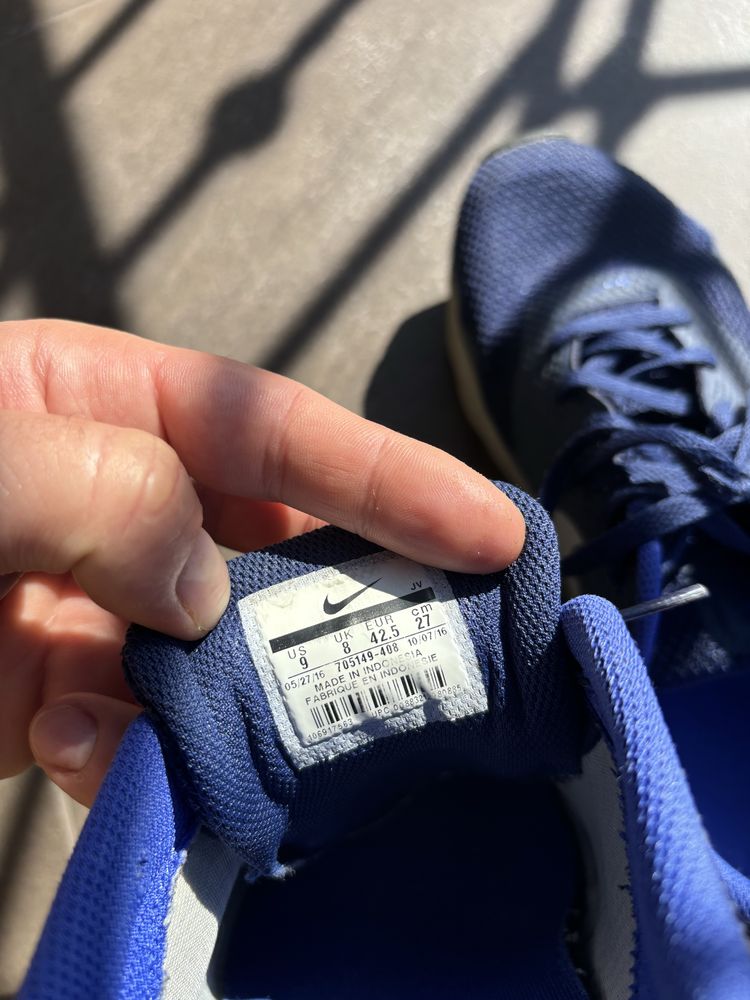 JV
US UK EUR cm
9 8 42.5 27
05/27/16 705149-408 10/07/16
MADE IN INDONESIA
FABRIQUE EN INDONESIE